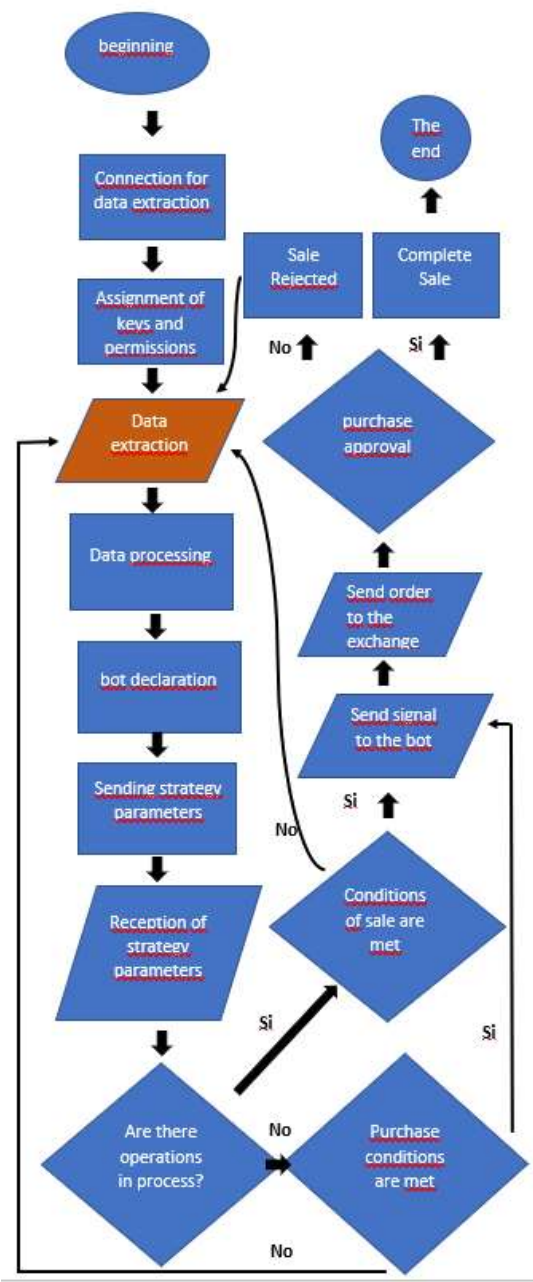 beginning
Connection for
data extraction
Assignment of
keys and
permissions
Data
extraction
Data processing
bot declaration
Sending strategy
parameters
Reception of
strategy
parameters
Are there
operations
in process?
No
Purchase
conditions
are met
No
Si
Si
Conditions
of sale are
met
No
Si
Send signal
to the bot
Send order
to the
exchange
purchase
approval
No
Si
Sale
Rejected
Complete
Sale
The
end